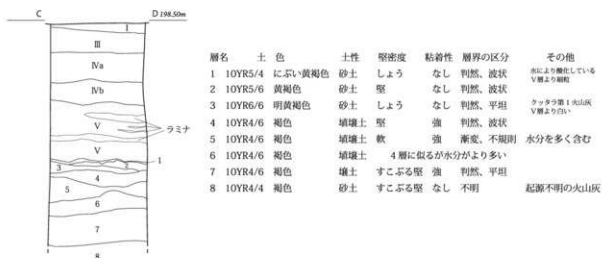 C
D 198.50m
I
III
IVa
IVb
V
ラミナ
V
1
2
3
4
5
6
7
8
層名 土 色 土性 堅密度 粘着性 層界の区分 その他
1 10YR5/4 にぶい黄褐色 砂土 しょう なし 判然、波状 水により酸化している
V層より細粒
2 10YR5/6 黄褐色 砂土 堅 なし 判然、波状
3 10YR6/6 明黄褐色 砂土 しょう なし 判然、平坦 クッタラ第1火山灰
V層より白い
4 10YR4/6 褐色 埴壌土 堅 強 判然、波状
5 10YR4/6 褐色 埴壌土 軟 強 漸変、不規則 水分を多く含む
6 10YR4/6 褐色 埴壌土 4層に似るが水分がより多い
7 10YR4/6 褐色 壌土 すこぶる堅 強 判然、平坦
8 10YR4/4 褐色 砂土 すこぶる堅 なし 不明 起源不明の火山灰